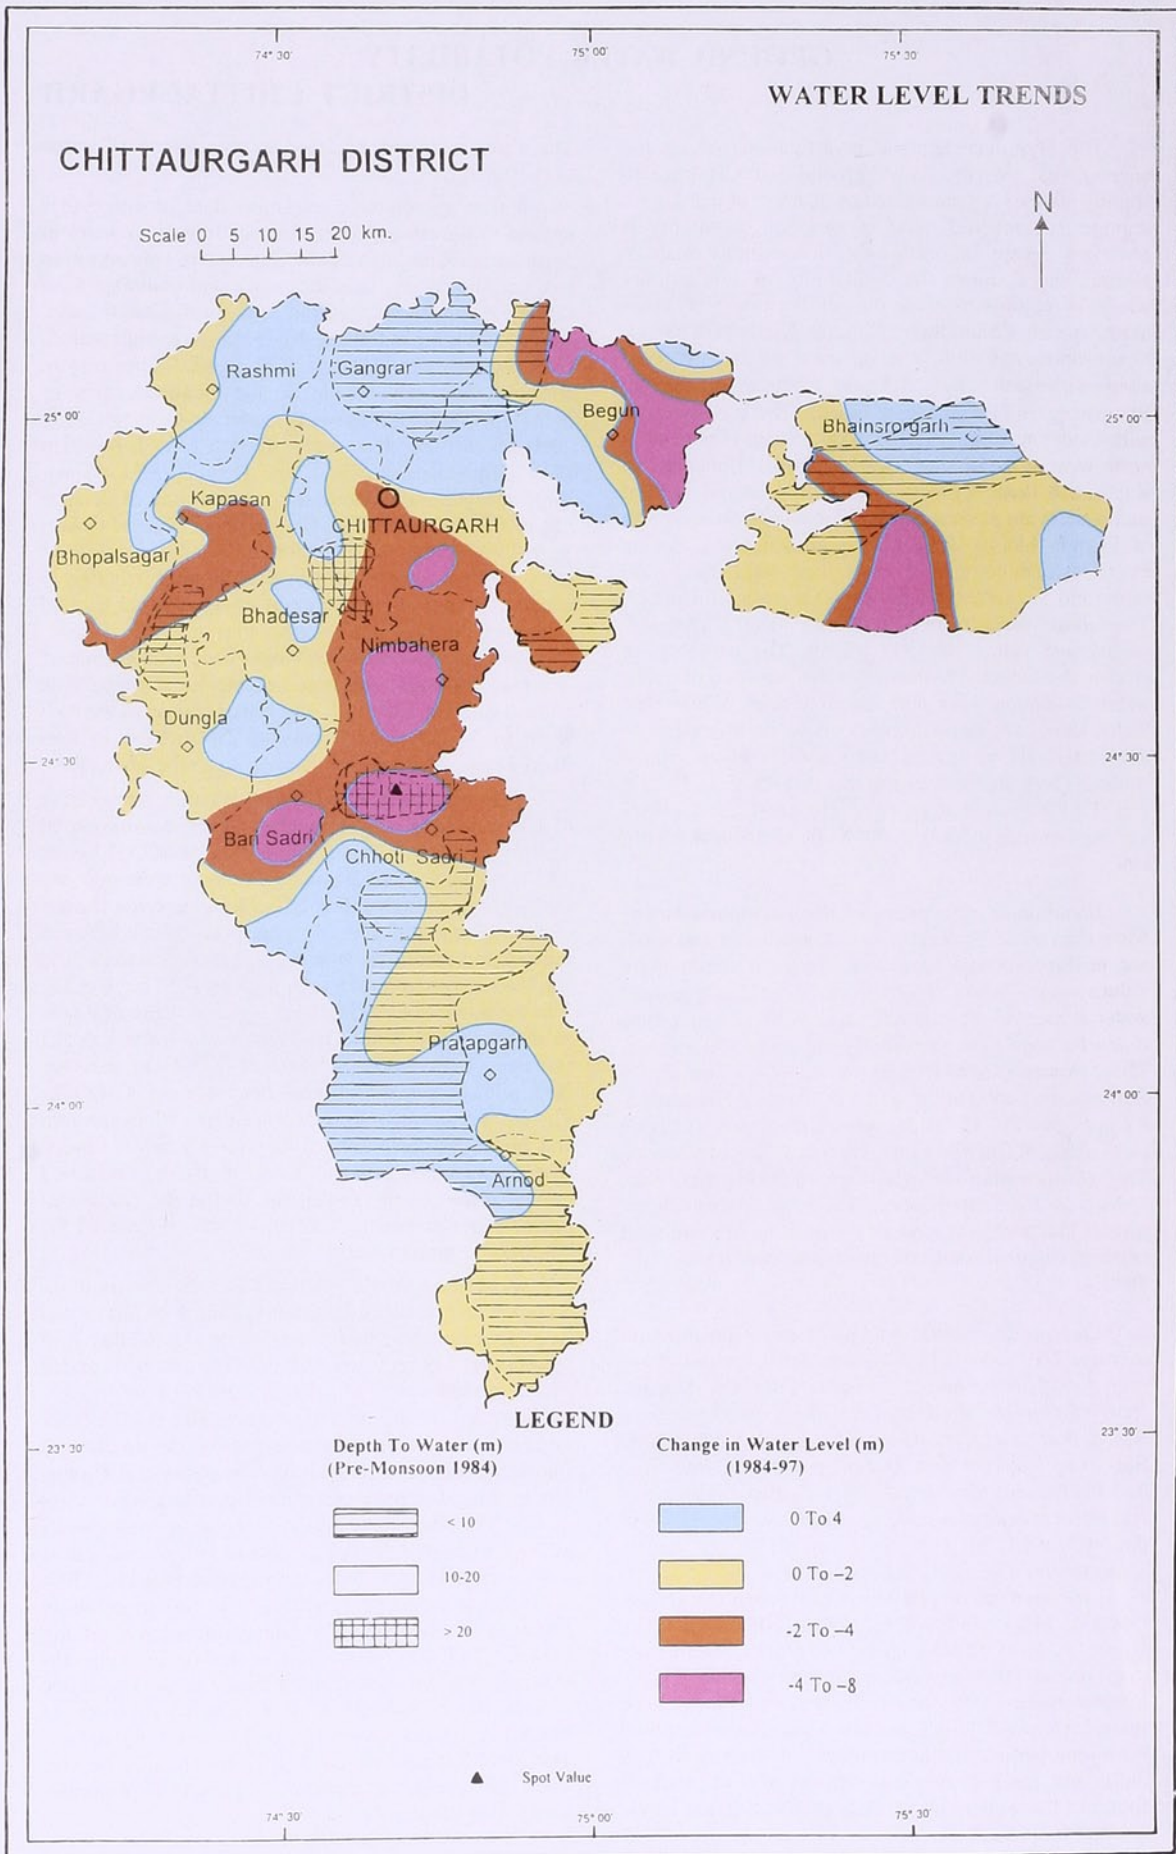 74° 30'
75° 00'
75° 30'
WATER LEVEL TRENDS
CHITTAURGARH DISTRICT
N
Scale 0 5 10 15 20 km.
Rashmi
Gangrar
Begun
25° 00'
25° 00'
Bhainsrorgarh
Kapasan
CHITTAURGARH
Bhopalsagar
Bhadesar
Nimbahera
Dungla
24° 30'
24° 30'
Bari Sadri
Chhoti Sadri
Pratapgarh
24° 00'
24° 00'
Arnod
LEGEND
23° 30'
23° 30'
Depth To Water (m)
(Pre-Monsoon 1984)
< 10
10-20
> 20
Change in Water Level (m)
(1984-97)
0 To 4
0 To –2
-2 To –4
-4 To –8
▲ Spot Value
74° 30'
75° 00'
75° 30'